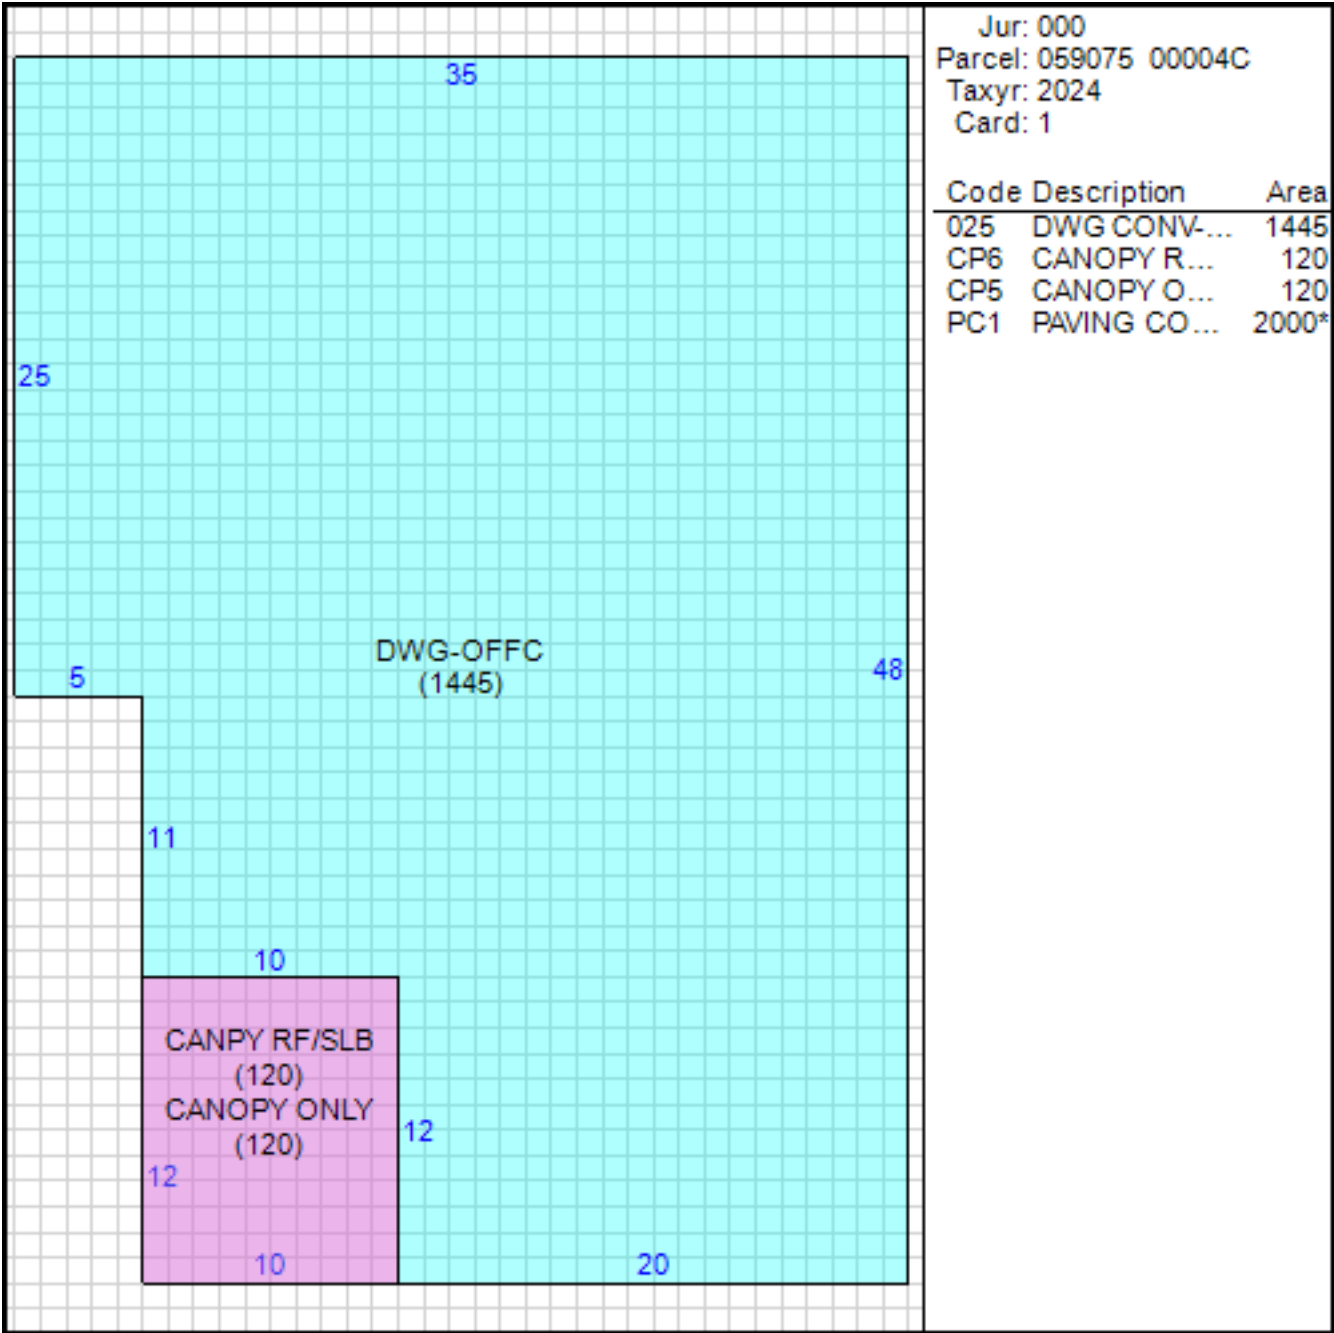 Jur: 000
Parcel: 059075 00004C
Taxyr: 2024
Card: 1
Code Description Area
025 DWG CONV-... 1445
CP6 CANOPY R... 120
CP5 CANOPY O... 120
PC1 PAVING CO... 2000*
35
25
DWG-OFFC
(1445)
48
5
11
10
CANPY RF/SLB
(120)
CANOPY ONLY
(120)
12
12
10
20